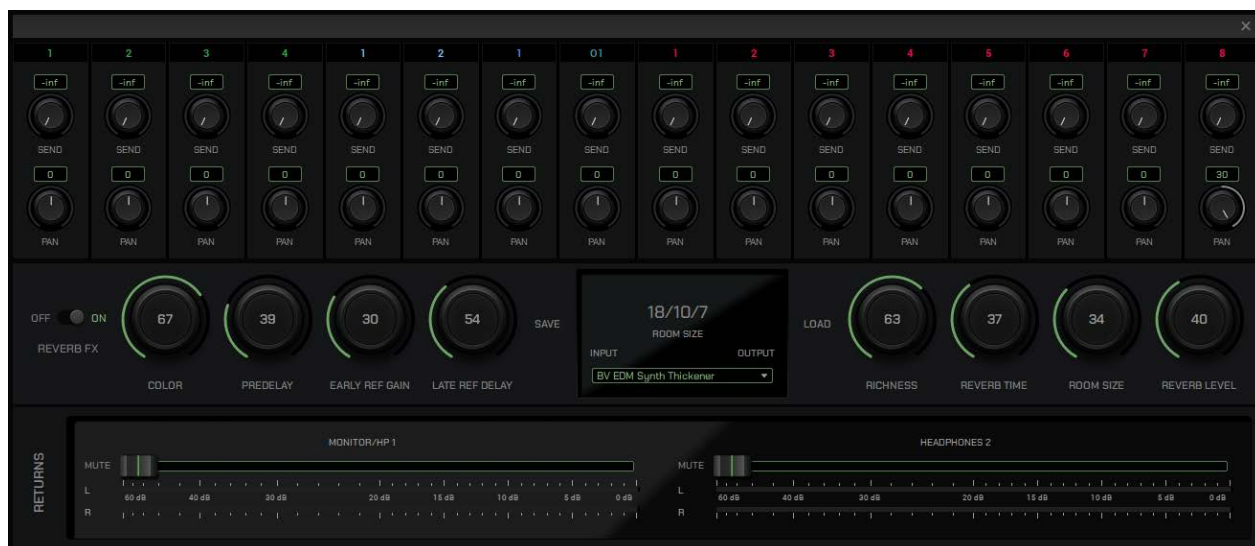 ×
1 2 3 4 1 2 1 01 1 2 3 4 5 6 7 8
-inf -inf -inf -inf -inf -inf -inf -inf -inf -inf -inf -inf -inf -inf -inf -inf
SEND SEND SEND SEND SEND SEND SEND SEND SEND SEND SEND SEND SEND SEND SEND SEND
0 0 0 0 0 0 0 0 0 0 0 0 0 0 0 30
PAN PAN PAN PAN PAN PAN PAN PAN PAN PAN PAN PAN PAN PAN PAN PAN
OFF ON
REVERB FX
67 39 30 54
COLOR PREDELAY EARLY REF GAIN LATE REF DELAY
SAVE
18/10/7
ROOM SIZE
INPUT OUTPUT
BV EDM Synth Thickener
LOAD
63 37 34 40
RICHNESS REVERB TIME ROOM SIZE REVERB LEVEL
RETURNS
MONITOR/HP 1
MUTE
L
60 dB 40 dB 30 dB 20 dB 15 dB 10 dB 5 dB 0 dB
R
HEADPHONES 2
MUTE
L
60 dB 40 dB 30 dB 20 dB 15 dB 10 dB 5 dB 0 dB
R